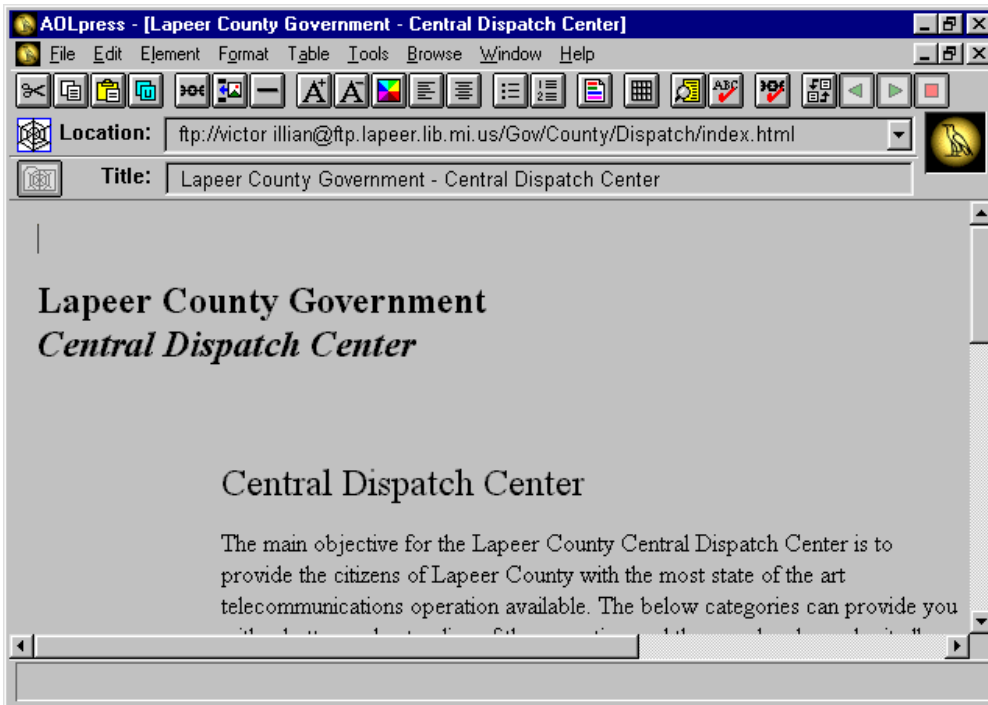 AOLpress - [Lapeer County Government - Central Dispatch Center]
File Edit Element Format Table Tools Browse Window Help
Location: ftp://victor illian@ftp.lapeer.lib.mi.us/Gov/County/Dispatch/index.html
Title: Lapeer County Government - Central Dispatch Center
Lapeer County Government
Central Dispatch Center
Central Dispatch Center
The main objective for the Lapeer County Central Dispatch Center is to
provide the citizens of Lapeer County with the most state of the art
telecommunications operation available. The below categories can provide you